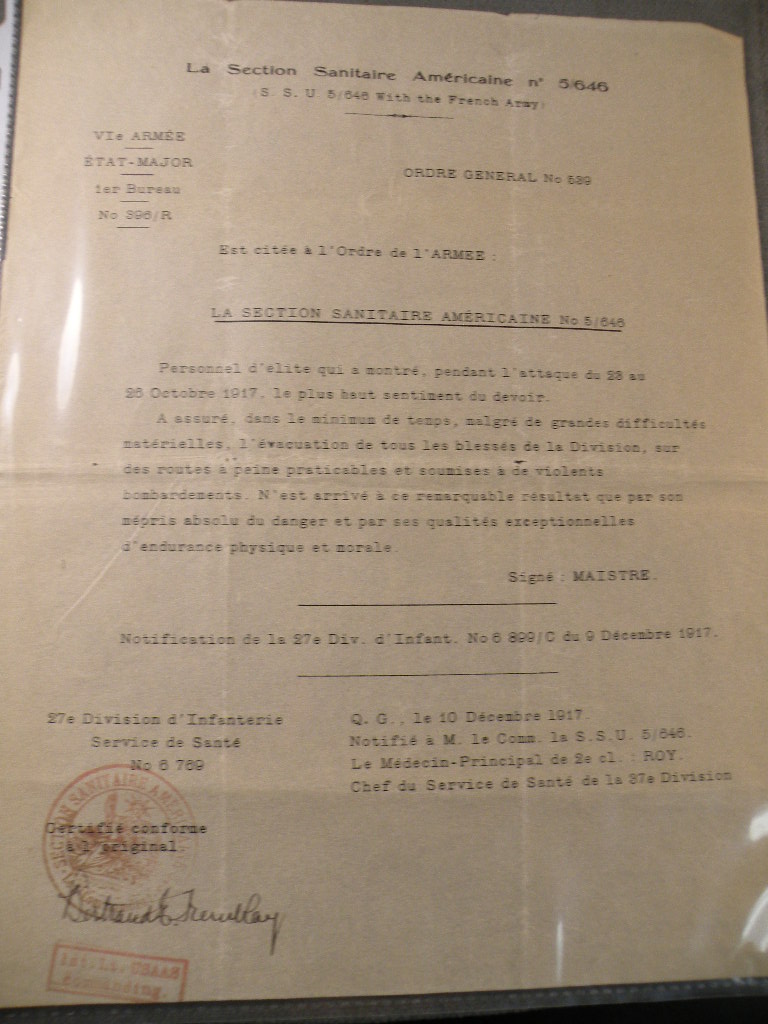 La Section Sanitaire Américaine n° 5/646
(S. S. U. 5/646 With the French Army)
VIe ARMÉE
ÉTAT-MAJOR
1er Bureau
No 396/R
ORDRE GENERAL No 539
Est citée à l'Ordre de l'ARMEE :
LA SECTION SANITAIRE AMÉRICAINE No 5/646
Personnel d'elite qui a montré, pendant l'attaque du 23 au
26 Octobre 1917, le plus haut sentiment du devoir.
A assuré, dans le minimum de temps, malgré de grandes difficultés
matérielles, l'évacuation de tous les blessés de la Division, sur
des routes à peine praticables et soumises à de violents
bombardements. N'est arrivé à ce remarquable résultat que par son
mépris absolu du danger et par ses qualités exceptionnelles
d'endurance physique et morale.
Signé : MAISTRE.
Notification de la 27e Div. d'Infant. No 6 899/C du 9 Décembre 1917.
27e Division d'Infanterie
Service de Santé
No 6 769
Q. G., le 10 Décembre 1917.
Notifié à M. le Comm. la S.S.U. 5/646.
Le Médecin-Principal de 2e cl. : ROY.
Chef du Service de Santé de la 37e Division
SECTION SANITAIRE
Certifié conforme
à l'original.
1st. Lt. USAAS
Commanding.